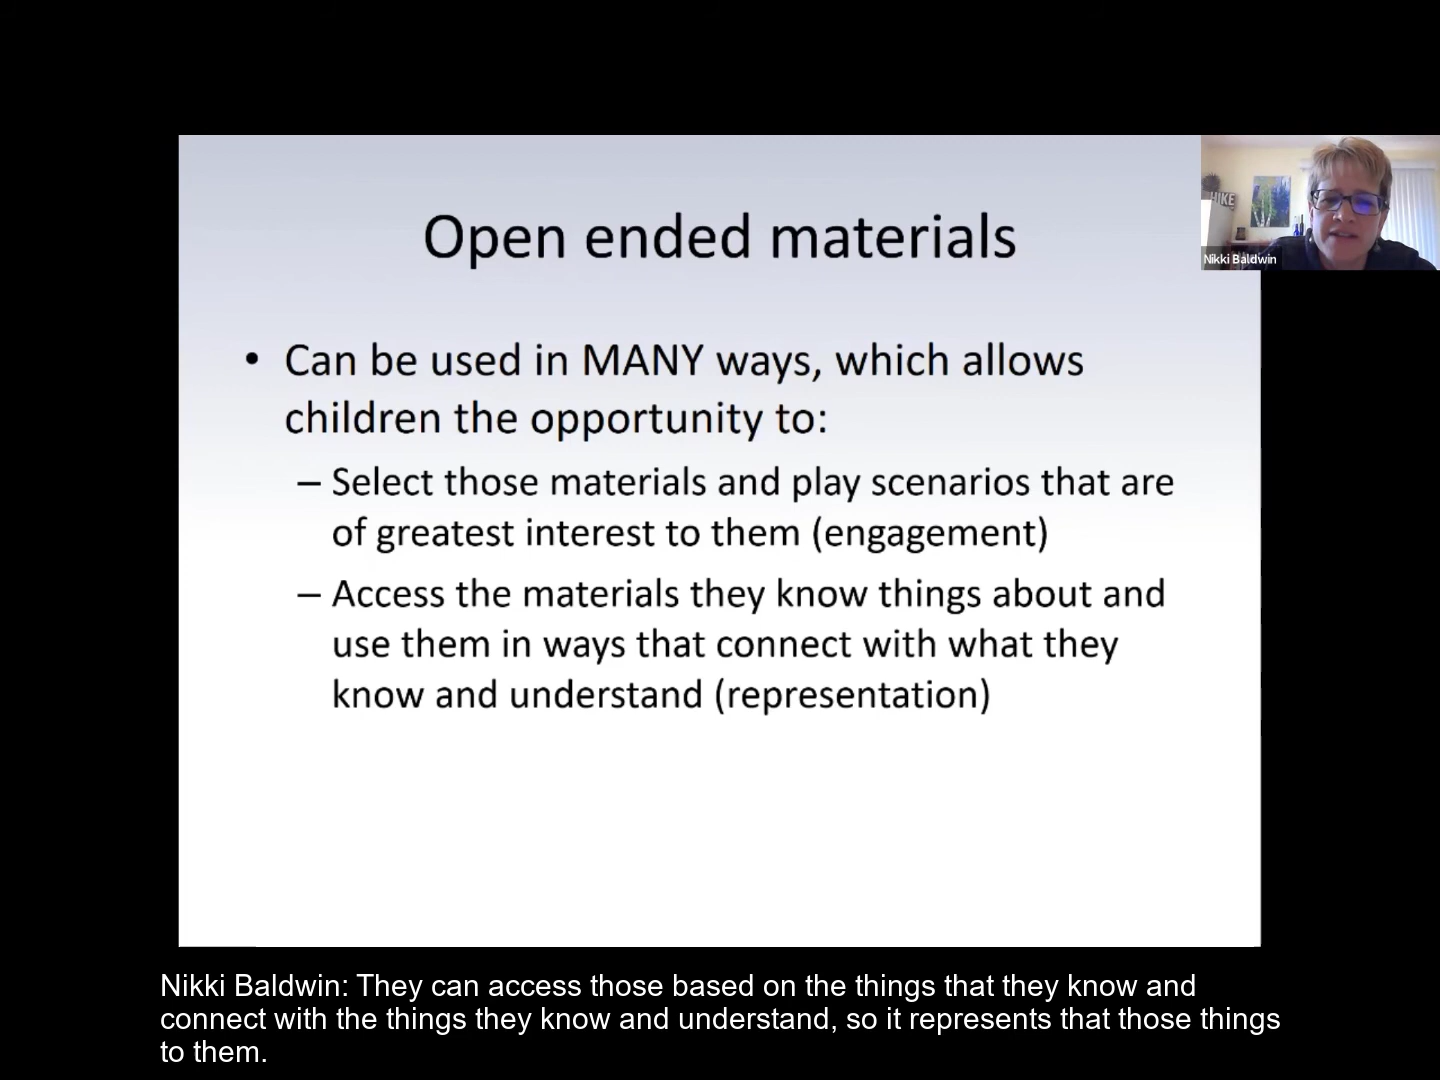 Open ended materials
HIKE
Nikki Baldwin
• Can be used in MANY ways, which allows
children the opportunity to:
– Select those materials and play scenarios that are
of greatest interest to them (engagement)
– Access the materials they know things about and
use them in ways that connect with what they
know and understand (representation)
Nikki Baldwin: They can access those based on the things that they know and
connect with the things they know and understand, so it represents that those things
to them.